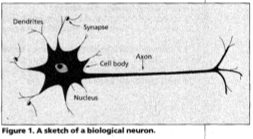 Dendrites
Synapse
Axon
Cell body
Nucleus
Figure 1. A sketch of a biological neuron.